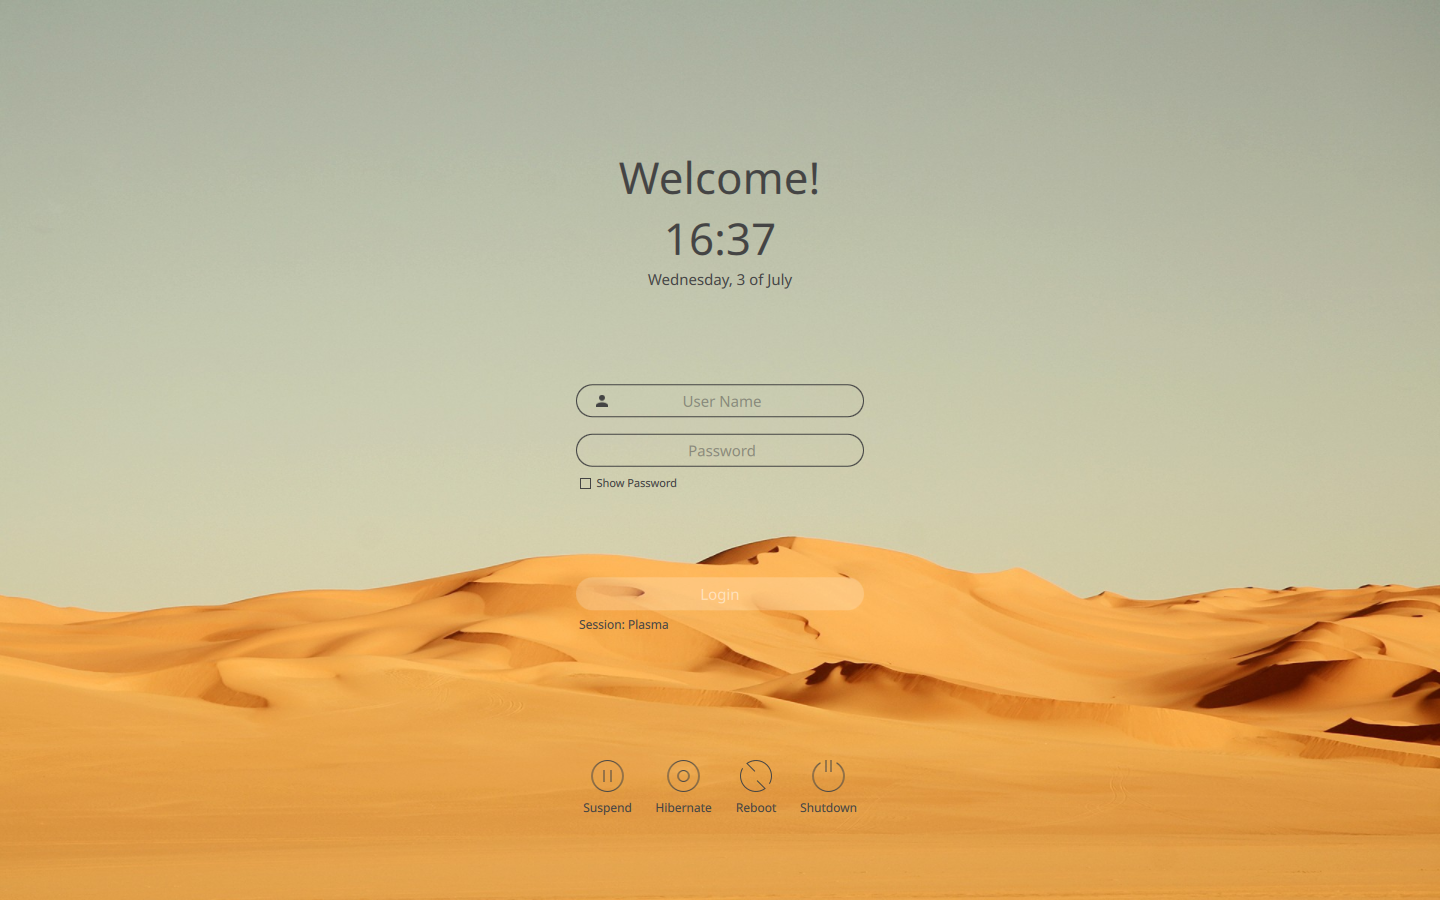 Welcome!
16:37
Wednesday, 3 of July
User Name
Password
Show Password
Login
Session: Plasma
Suspend
Hibernate
Reboot
Shutdown